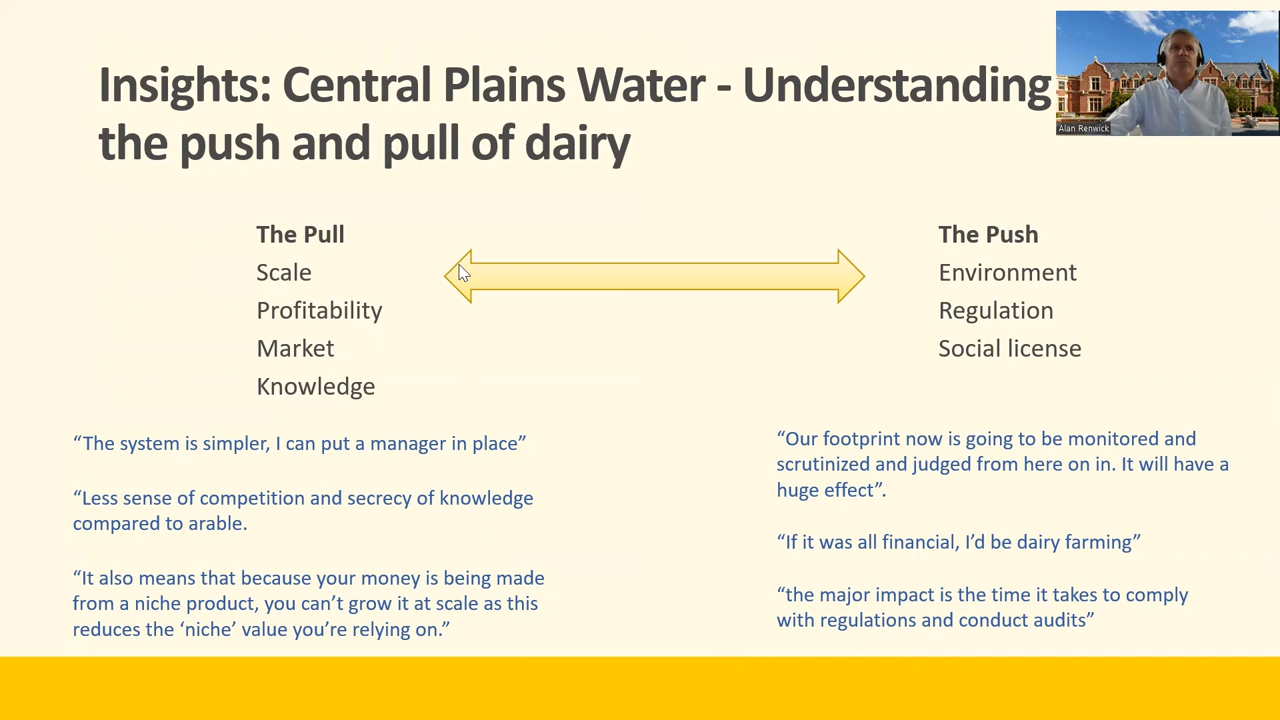 Insights: Central Plains Water - Understanding
the push and pull of dairy
Alan Renwick
The Pull
Scale
Profitability
Market
Knowledge
The Push
Environment
Regulation
Social license
“The system is simpler, I can put a manager in place”
“Less sense of competition and secrecy of knowledge
compared to arable.
“It also means that because your money is being made
from a niche product, you can’t grow it at scale as this
reduces the ‘niche’ value you’re relying on.”
“Our footprint now is going to be monitored and
scrutinized and judged from here on in. It will have a
huge effect”.
“If it was all financial, I’d be dairy farming”
“the major impact is the time it takes to comply
with regulations and conduct audits”